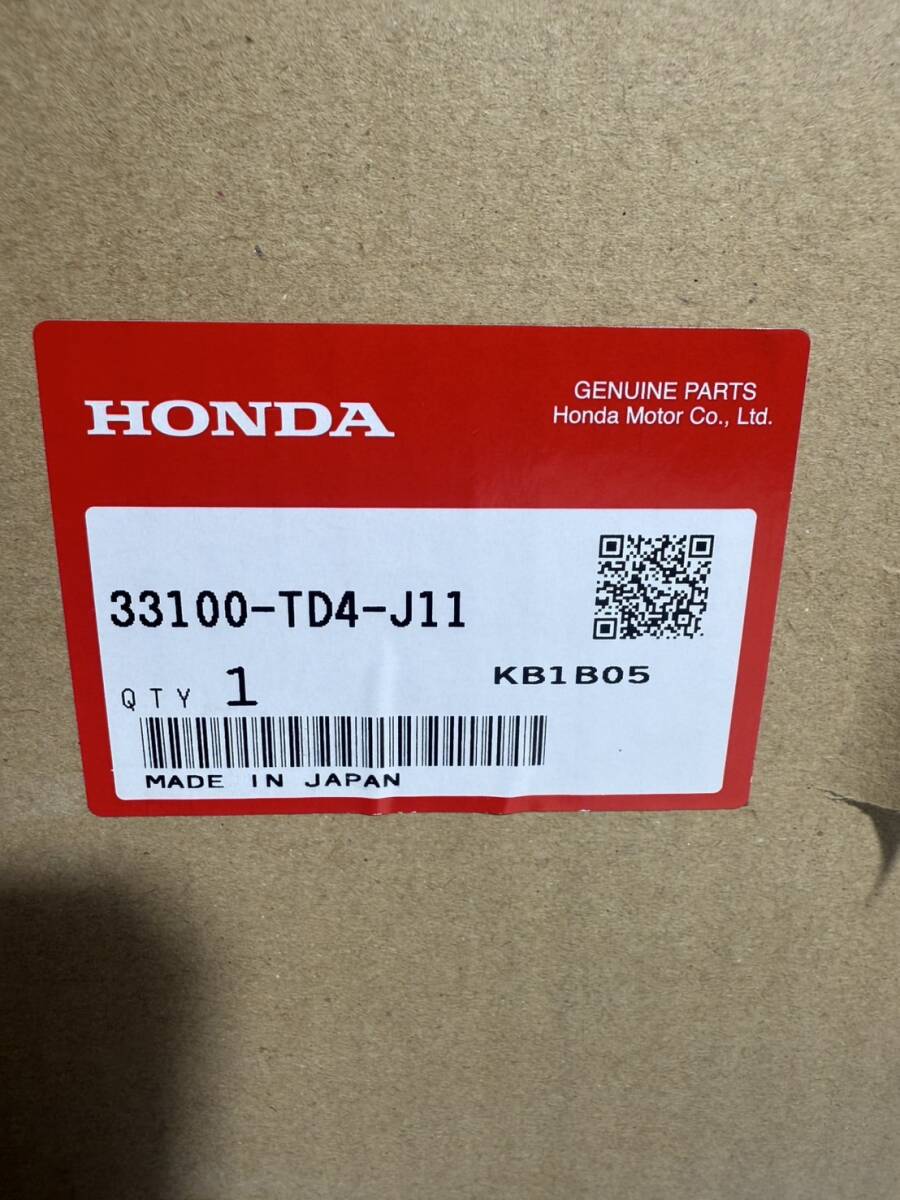 HONDA
GENUINE PARTS
Honda Motor Co., Ltd.
33100-TD4-J11
KB1B05
QTY 1
MADE IN JAPAN